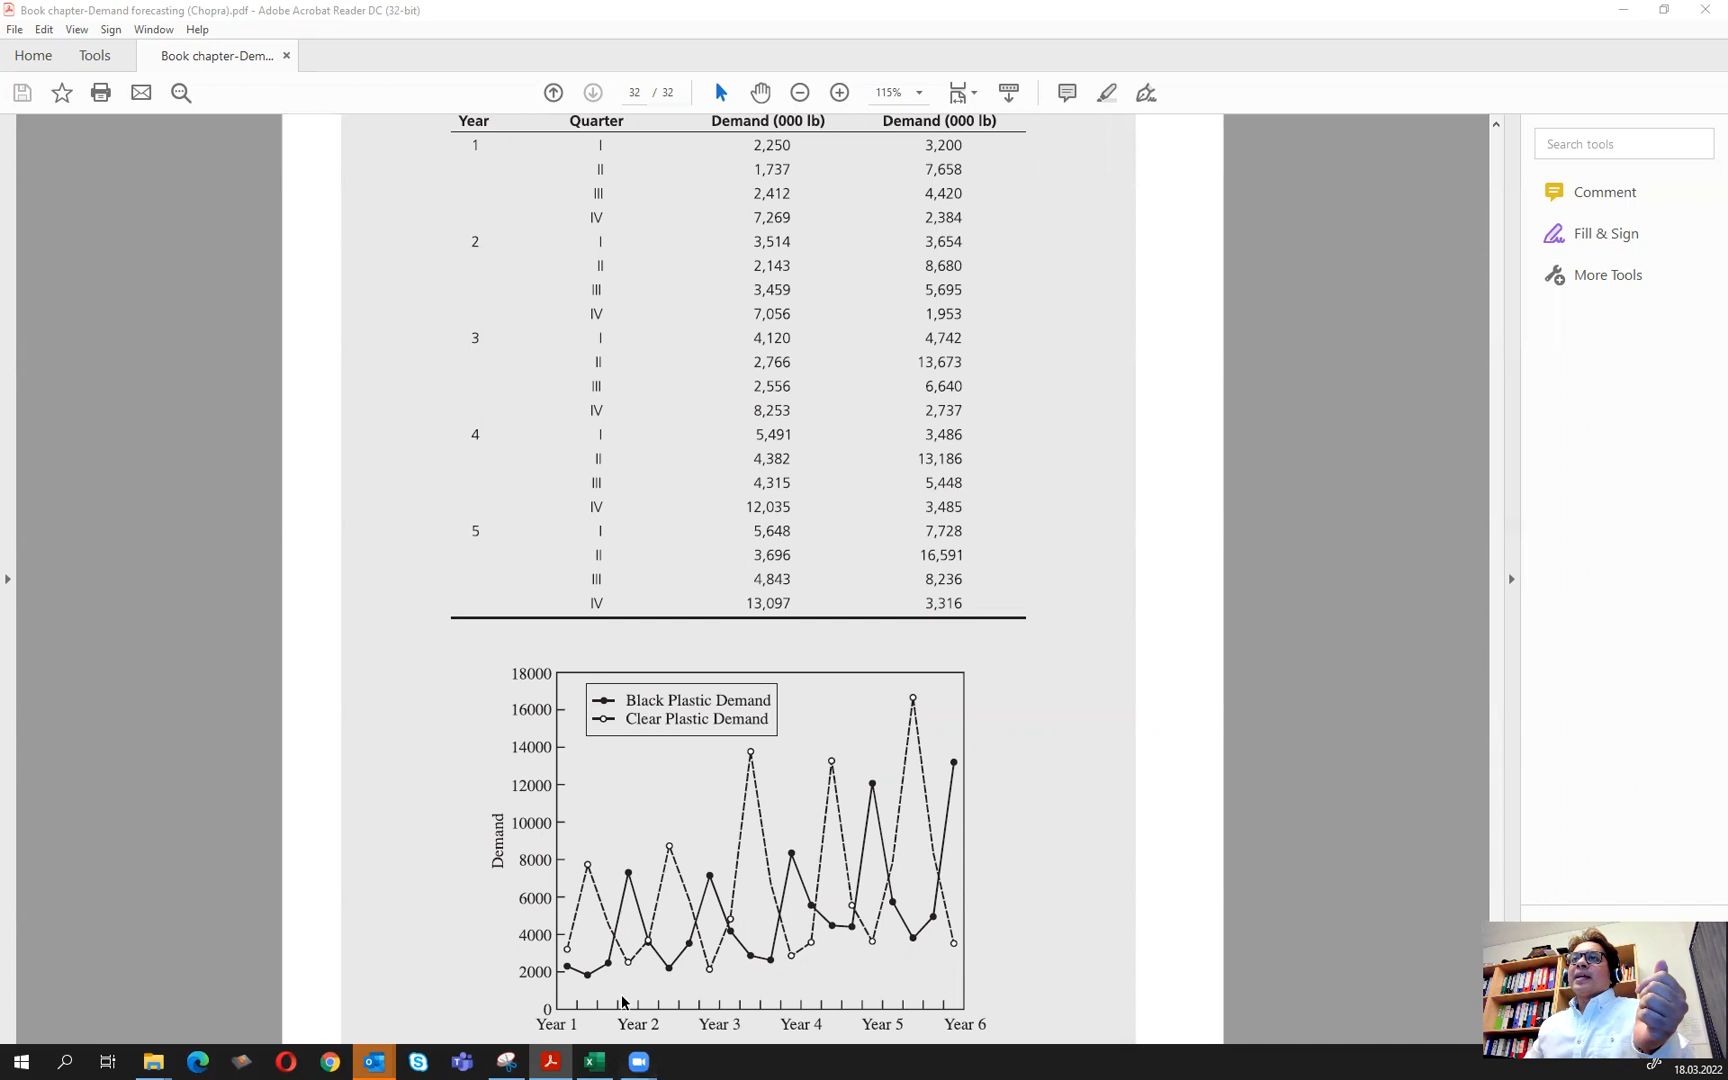 Book chapter-Demand forecasting (Chopra).pdf - Adobe Acrobat Reader DC (32-bit)
File Edit View Sign Window Help
Home Tools Book chapter-Dem... ×
32 / 32 115%
Search tools
Comment
Fill & Sign
More Tools
Year Quarter Demand (000 lb) Demand (000 lb)
1 I 2,250 3,200
II 1,737 7,658
III 2,412 4,420
IV 7,269 2,384
2 I 3,514 3,654
II 2,143 8,680
III 3,459 5,695
IV 7,056 1,953
3 I 4,120 4,742
II 2,766 13,673
III 2,556 6,640
IV 8,253 2,737
4 I 5,491 3,486
II 4,382 13,186
III 4,315 5,448
IV 12,035 3,485
5 I 5,648 7,728
II 3,696 16,591
III 4,843 8,236
IV 13,097 3,316
Black Plastic Demand
Clear Plastic Demand
18000
16000
14000
12000
10000
8000
6000
4000
2000
0
Demand
Year 1 Year 2 Year 3 Year 4 Year 5 Year 6
18.03.2022